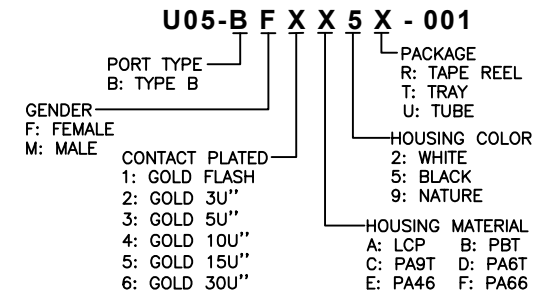 U05-BFXX5X-001
PORT TYPE
B: TYPE B
GENDER
F: FEMALE
M: MALE
CONTACT PLATED
1: GOLD FLASH
2: GOLD 3U''
3: GOLD 5U''
4: GOLD 10U''
5: GOLD 15U''
6: GOLD 30U''
PACKAGE
R: TAPE REEL
T: TRAY
U: TUBE
HOUSING COLOR
2: WHITE
5: BLACK
9: NATURE
HOUSING MATERIAL
A: LCP B: PBT
C: PA9T D: PA6T
E: PA46 F: PA66